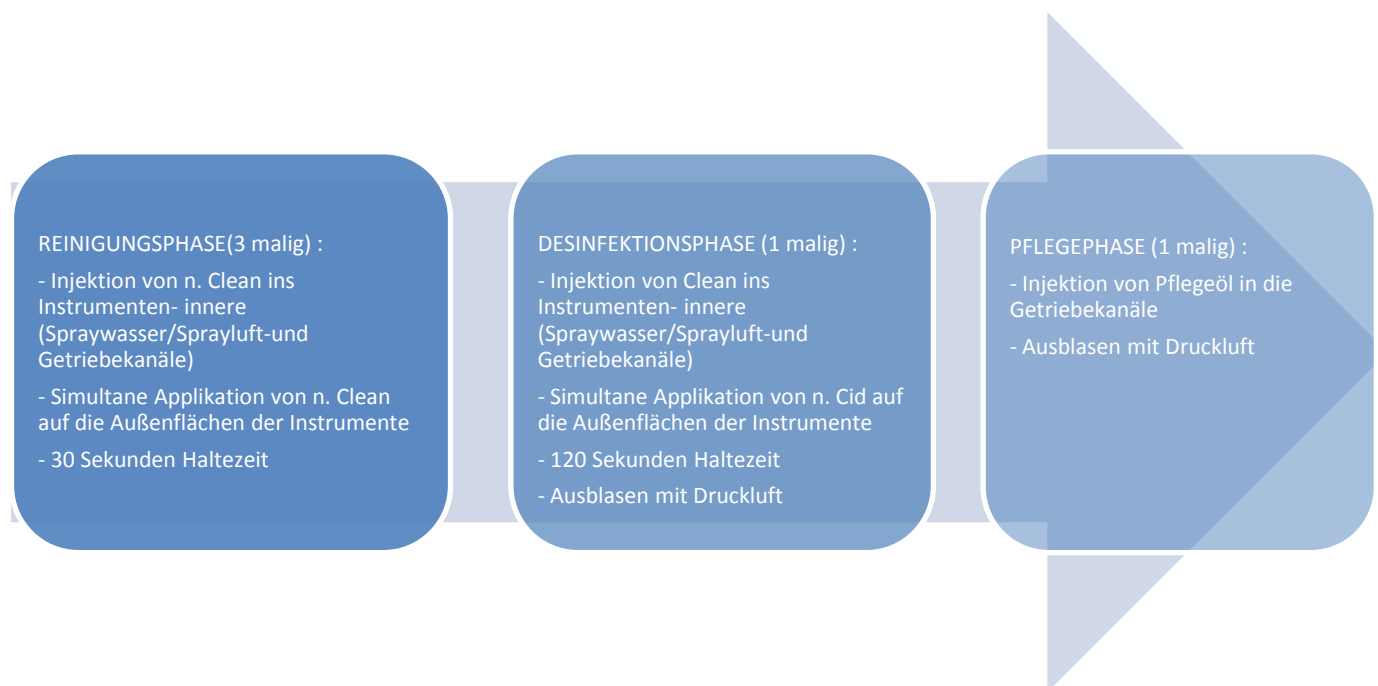 REINIGUNGSPHASE(3 malig) :
- Injektion von n. Clean ins
Instrumenten- innere
(Spraywasser/Sprayluft-und
Getriebekanäle)
- Simultane Applikation von n. Clean
auf die Außenflächen der Instrumente
- 30 Sekunden Haltezeit
DESINFEKTIONSPHASE (1 malig) :
- Injektion von Clean ins
Instrumenten- innere
(Spraywasser/Sprayluft-und
Getriebekanäle)
- Simultane Applikation von n. Cid auf
die Außenflächen der Instrumente
- 120 Sekunden Haltezeit
- Ausblasen mit Druckluft
PFLEGEPHASE (1 malig) :
- Injektion von Pflegeöl in die
Getriebekanäle
- Ausblasen mit Druckluft